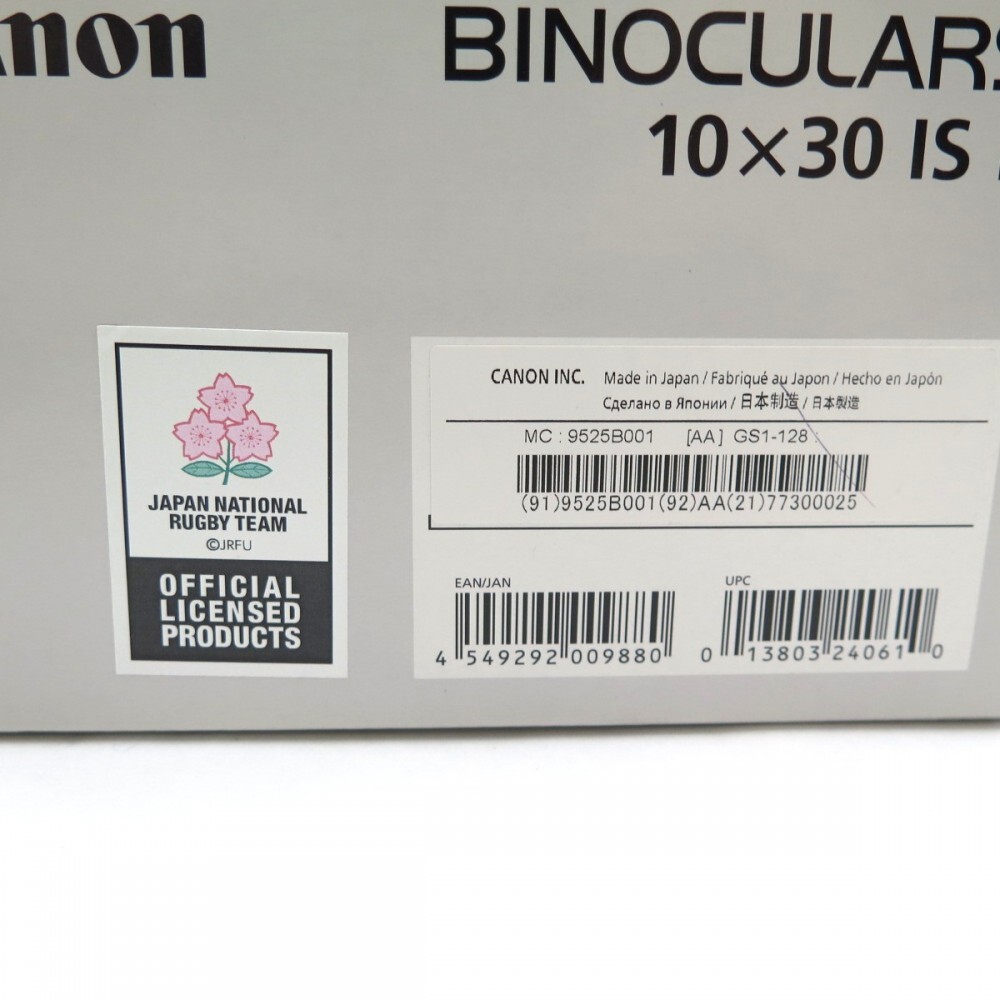 non
BINOCULARS
10×30 IS
JAPAN NATIONAL
RUGBY TEAM
©JRFU
OFFICIAL
LICENSED
PRODUCTS
CANON INC. Made in Japan / Fabriqué au Japon / Hecho en Japón
Сделано в Японии / 日本制造 / 日本製造
MC : 9525B001 [AA] GS1-128 :
(91)9525B001(92)AA(21)77300025
EAN/JAN
4 549292 009880
UPC
0 13803 24061 0